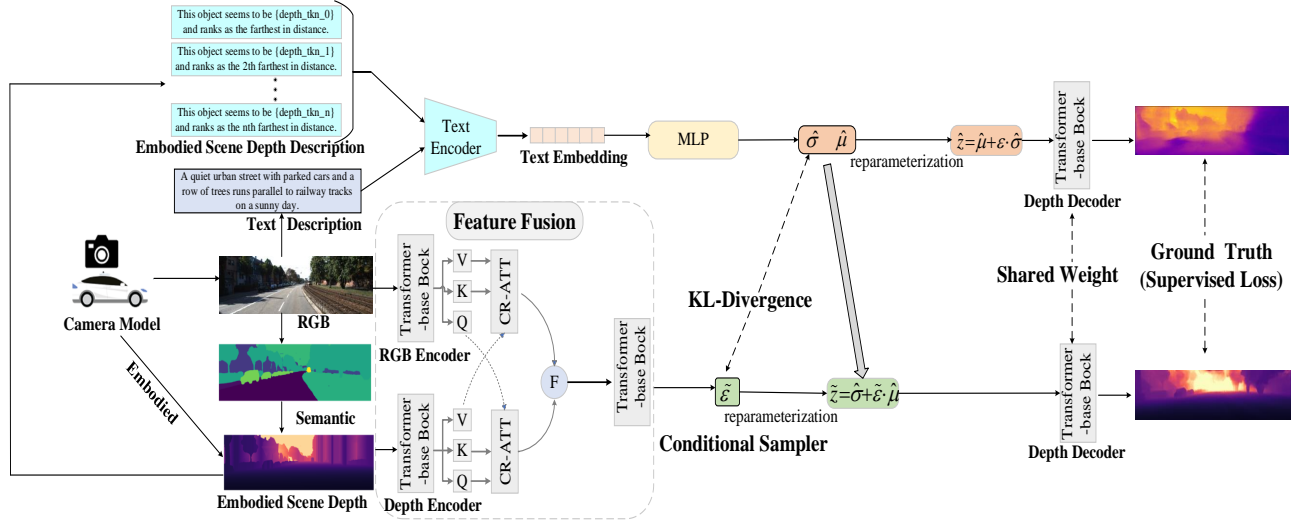 This object seems to be {depth_tkn_0}
and ranks as the farthest in distance.
This object seems to be {depth_tkn_1}
and ranks as the 2th farthest in distance.
This object seems to be {depth_tkn_n}
and ranks as the nth farthest in distance.
Embodied Scene Depth Description
A quiet urban street with parked cars and a
row of trees runs parallel to railway tracks
on a sunny day.
Text Description
Text
Encoder
Text Embedding
MLP
σ̂ μ̂
reparameterization
ẑ=μ̂+ε·σ̂
Transformer
-base Bock
Depth Decoder
Camera Model
Embodied
RGB
Semantic
Embodied Scene Depth
Feature Fusion
Transformer
-base Bock
RGB Encoder
V
K
Q
CR-ATT
Transformer
-base Bock
Depth Encoder
V
K
Q
CR-ATT
F
Transformer
-base Bock
KL-Divergence
ε̃
reparameterization
z̃=σ̂+ε̃·μ̂
Conditional Sampler
Shared Weight
Transformer
-base Bock
Depth Decoder
Ground Truth
(Supervised Loss)